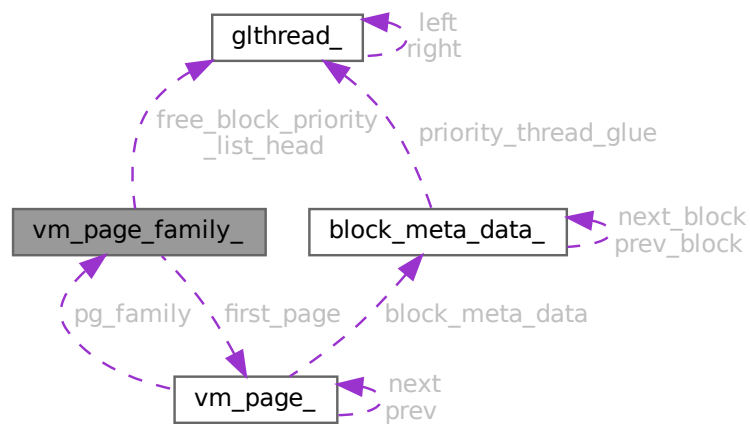 glthread_
left
right
free_block_priority
_list_head
priority_thread_glue
vm_page_family_
block_meta_data_
next_block
prev_block
pg_family
first_page
block_meta_data
vm_page_
next
prev